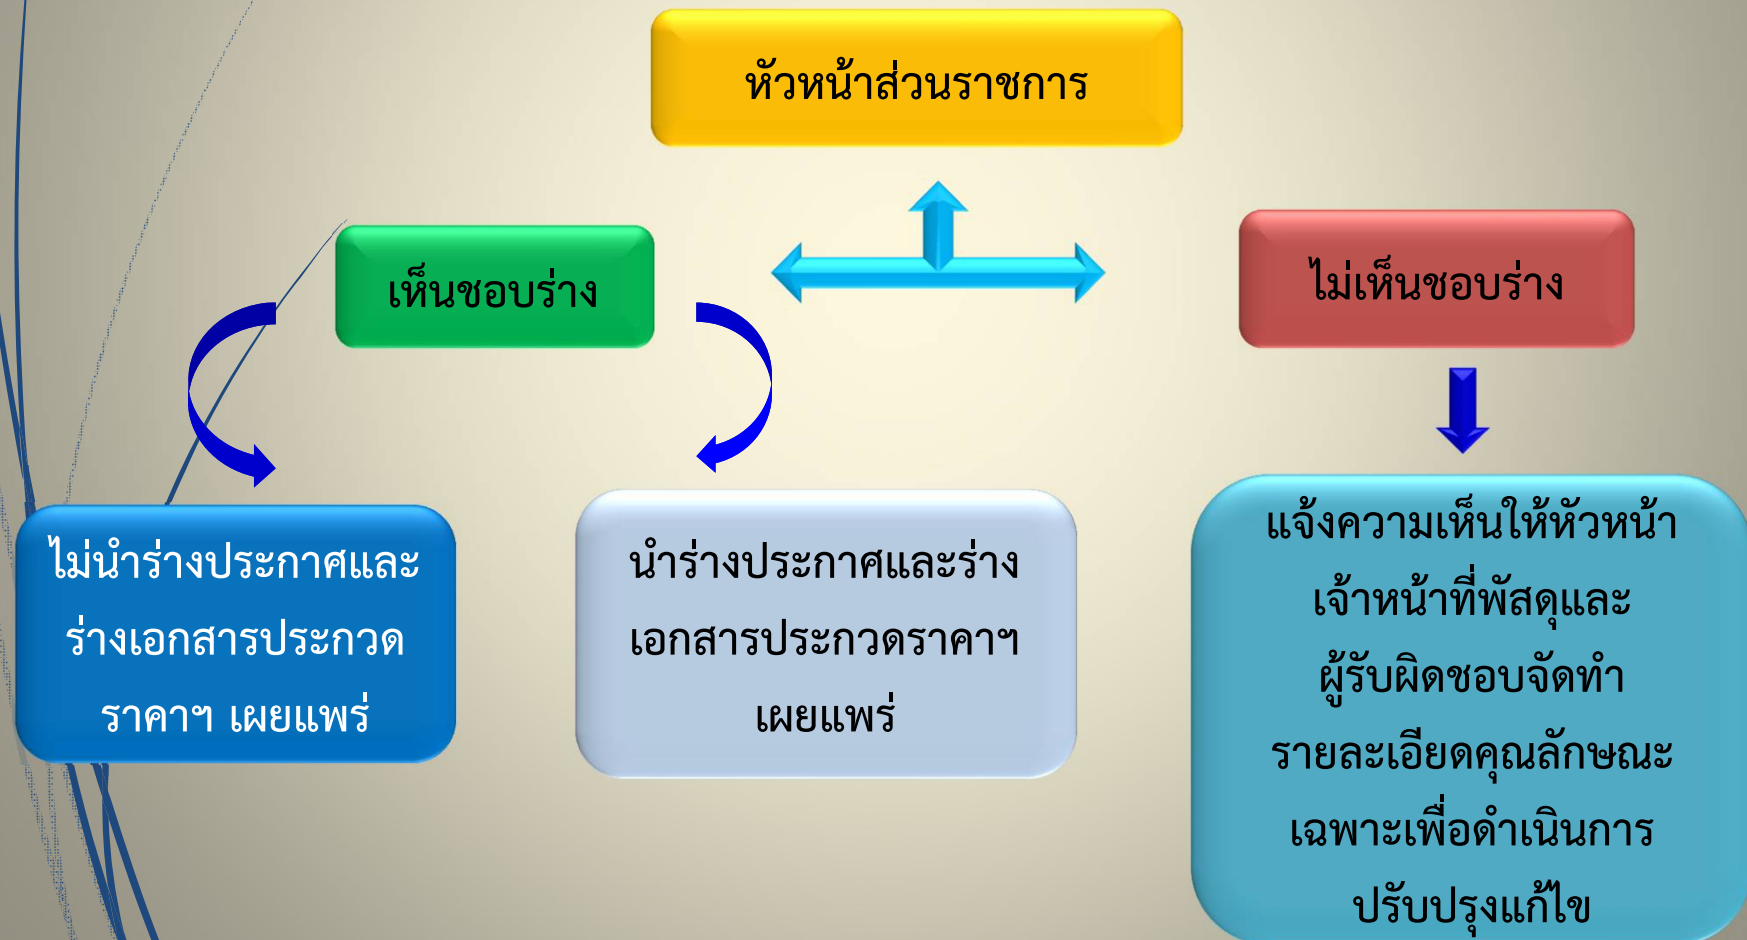 หัวหน้าส่วนราชการ
เห็นชอบร่าง
ไม่เห็นชอบร่าง
ไม่นำร่างประกาศและ
ร่างเอกสารประกวด
ราคาฯ เผยแพร่
นำร่างประกาศและร่าง
เอกสารประกวดราคาฯ
เผยแพร่
แจ้งความเห็นให้หัวหน้า
เจ้าหน้าที่พัสดุและ
ผู้รับผิดชอบจัดทำ
รายละเอียดคุณลักษณะ
เฉพาะเพื่อดำเนินการ
ปรับปรุงแก้ไข